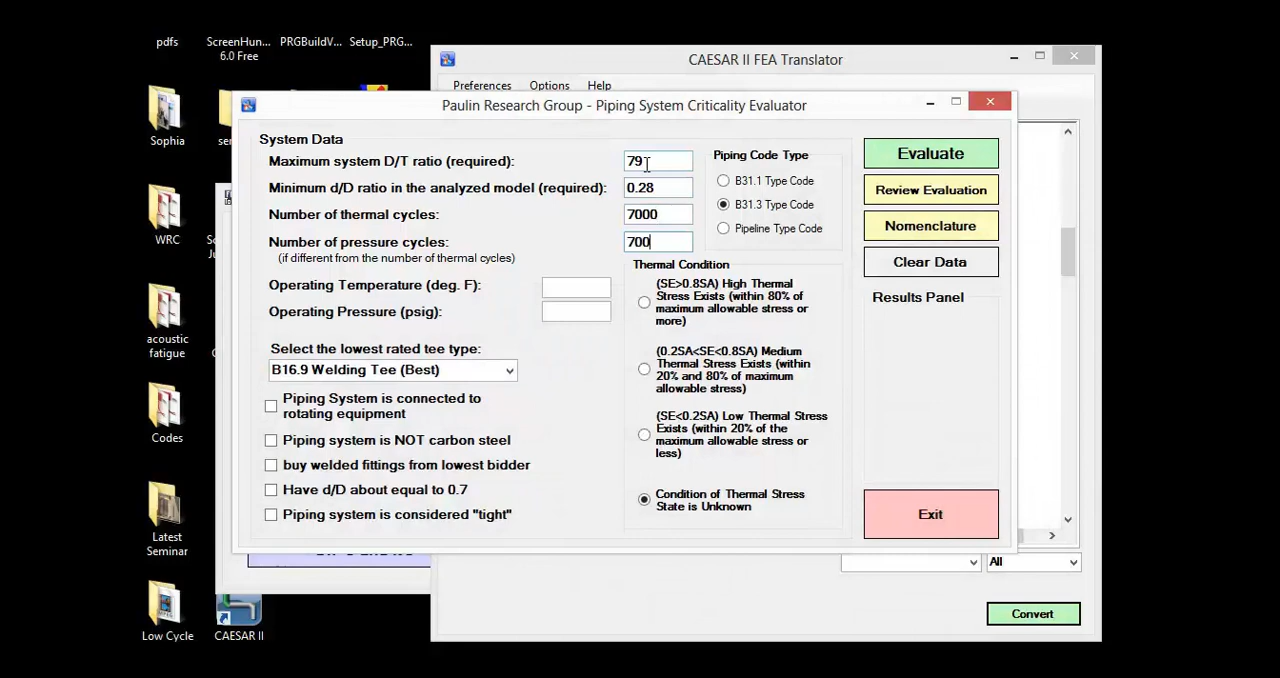 pdfs
ScreenHun...
6.0 Free
PRGBuildV...
Setup_PRG...
Sophia
ser
WRC
acoustic
fatigue
Codes
Latest
Seminar
Low Cycle
CAESAR II
CAESAR II FEA Translator
Preferences
Options
Help
Paulin Research Group - Piping System Criticality Evaluator
System Data
Maximum system D/T ratio (required):
79
Minimum d/D ratio in the analyzed model (required):
0.28
Number of thermal cycles:
7000
Number of pressure cycles:
700
(if different from the number of thermal cycles)
Operating Temperature (deg. F):
Operating Pressure (psig):
Select the lowest rated tee type:
B16.9 Welding Tee (Best)
Piping System is connected to
rotating equipment
Piping system is NOT carbon steel
buy welded fittings from lowest bidder
Have d/D about equal to 0.7
Piping system is considered "tight"
Piping Code Type
B31.1 Type Code
B31.3 Type Code
Pipeline Type Code
Thermal Condition
(SE>0.8SA) High Thermal
Stress Exists (within 80% of
maximum allowable stress or
more)
(0.2SA<SE<0.8SA) Medium
Thermal Stress Exists (within
20% and 80% of maximum
allowable stress)
(SE<0.2SA) Low Thermal Stress
Exists (within 20% of the
maximum allowable stress or
less)
Condition of Thermal Stress
State is Unknown
Evaluate
Review Evaluation
Nomenclature
Clear Data
Results Panel
Exit
All
Convert